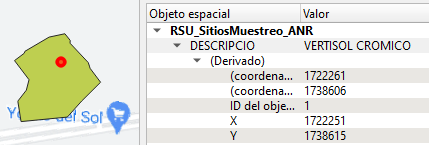 Objeto espacial Valor
RSU_SitiosMuestreo_ANR
DESCRIPCIO VERTISOL CROMICO
(Derivado)
(coordena... 1722261
(coordena... 1738606
ID del obje... 1
X 1722251
Y 1738615
del Sol